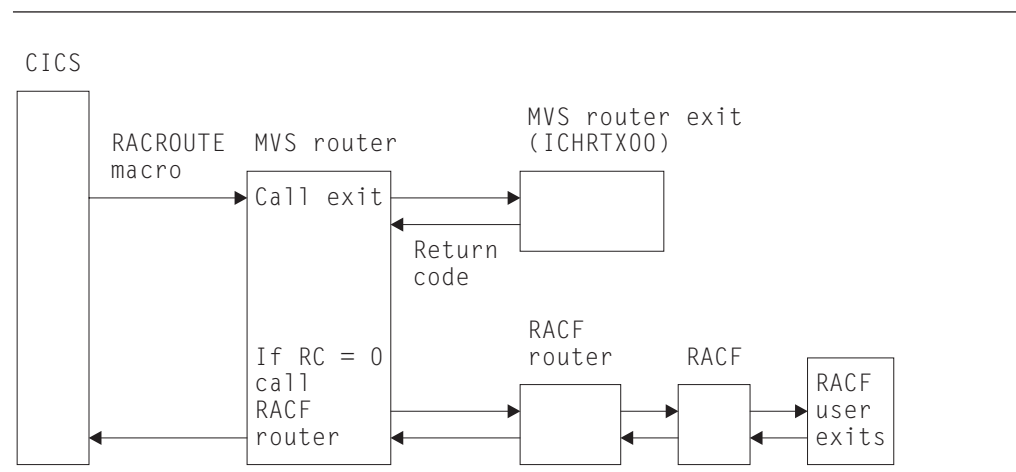 CICS
RACROUTE
macro
MVS router
MVS router exit
(ICHRTX00)
Call exit
Return
code
If RC = 0
call
RACF
router
RACF
router
RACF
RACF
user
exits